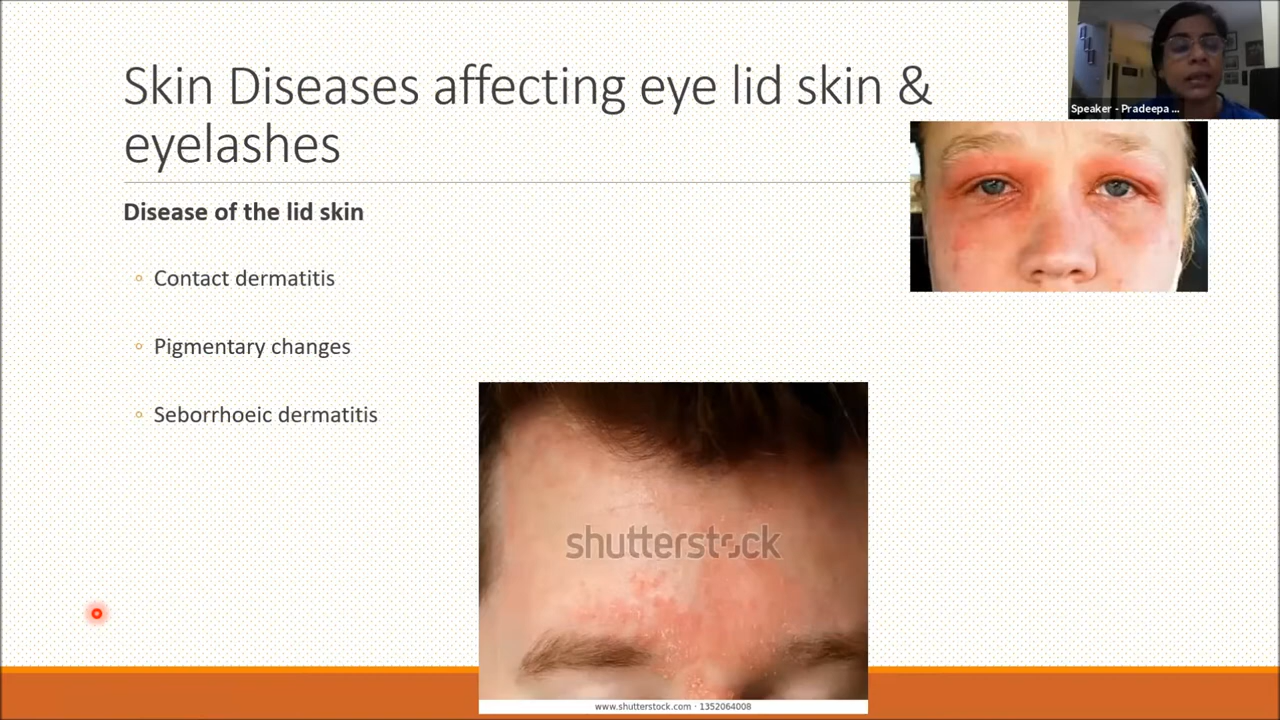 Skin Diseases affecting eye lid skin &
eyelashes
Speaker - Pradeepa ...
Disease of the lid skin
Contact dermatitis
Pigmentary changes
Seborrhoeic dermatitis
shutterstock
www.shutterstock.com · 1352064008